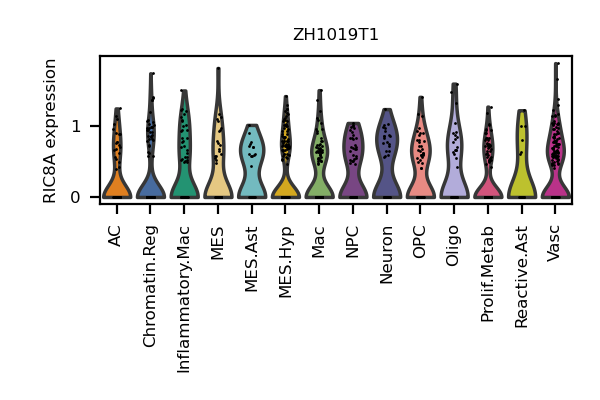 ZH1019T1
RIC8A expression
1
0
AC
Chromatin.Reg
Inflammatory.Mac
MES
MES.Ast
MES.Hyp
Mac
NPC
Neuron
OPC
Oligo
Prolif.Metab
Reactive.Ast
Vasc